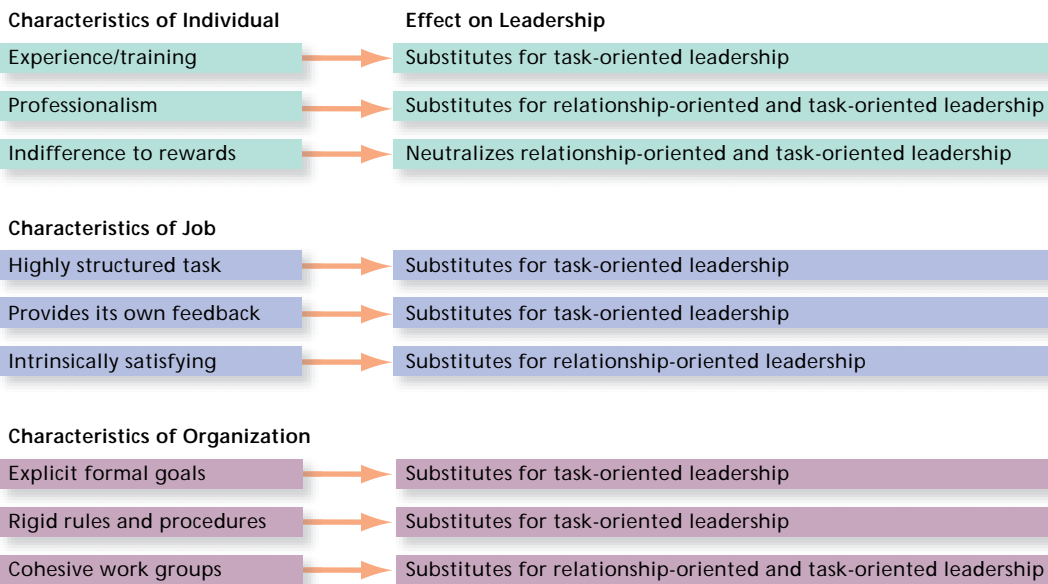 Characteristics of Individual Effect on Leadership
Experience/training Substitutes for task-oriented leadership
Professionalism Substitutes for relationship-oriented and task-oriented leadership
Indifference to rewards Neutralizes relationship-oriented and task-oriented leadership
Characteristics of Job
Highly structured task Substitutes for task-oriented leadership
Provides its own feedback Substitutes for task-oriented leadership
Intrinsically satisfying Substitutes for relationship-oriented leadership
Characteristics of Organization
Explicit formal goals Substitutes for task-oriented leadership
Rigid rules and procedures Substitutes for task-oriented leadership
Cohesive work groups Substitutes for relationship-oriented and task-oriented leadership